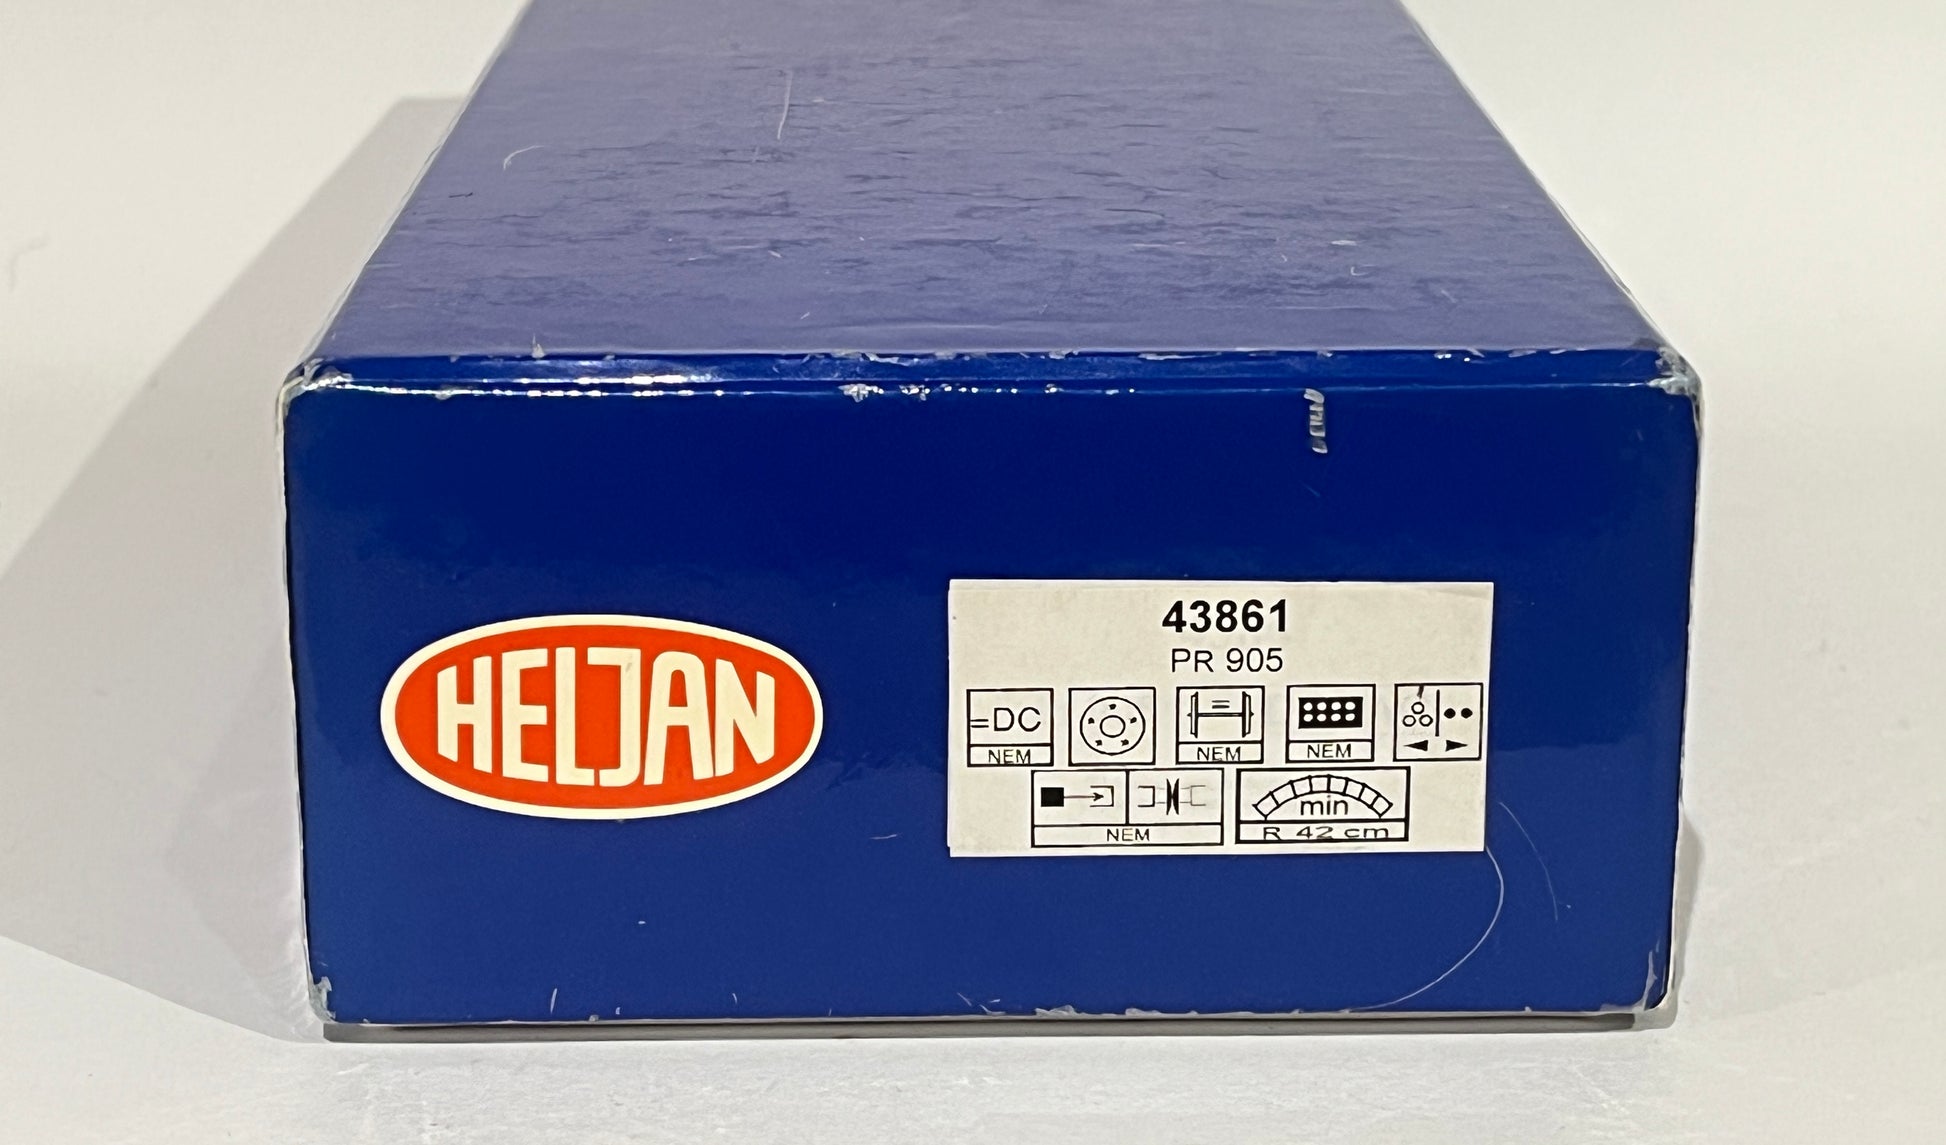 HELJAN
43861
PR 905
=DC
NEM
NEM
NEM
NEM
min
R 42 cm